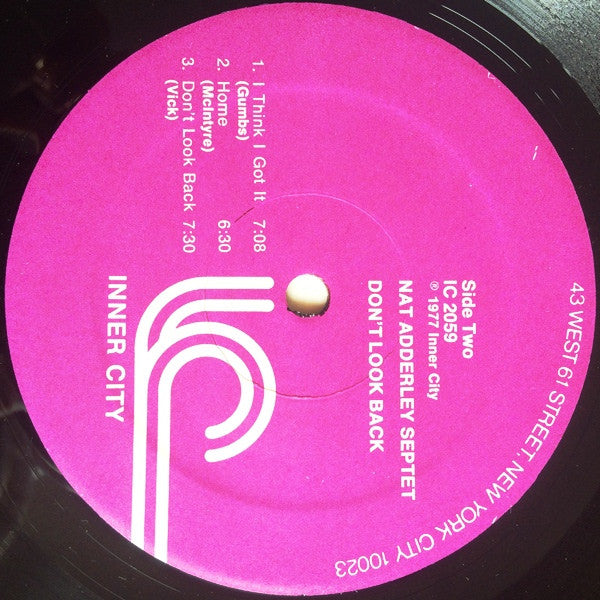 43 WEST 61 STREET, NEW YORK CITY 10023
Side Two
IC 2059
℗ 1977 Inner City
NAT ADDERLEY SEPTET
DON'T LOOK BACK
1. I Think I Got It 7:08
(Gumbs)
2. Home 6:30
(McIntyre)
3. Don't Look Back 7:30
(Vick)
INNER CITY